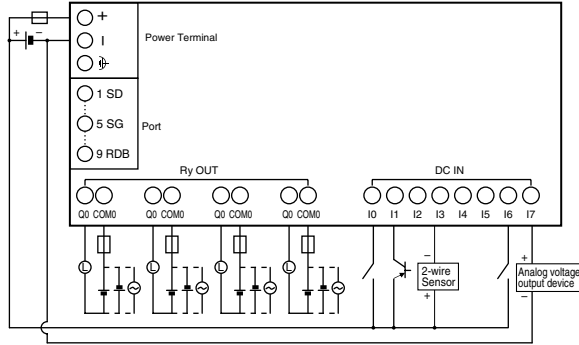 +
+ −
Power Terminal
1 SD
5 SG
Port
9 RDB
Ry OUT
DC IN
Q0 COM0 Q0 COM0 Q0 COM0 Q0 COM0 I0 I1 I2 I3 I4 I5 I6 I7
L L L L
−
2-wire
Sensor
+
+
Analog voltage
output device
−